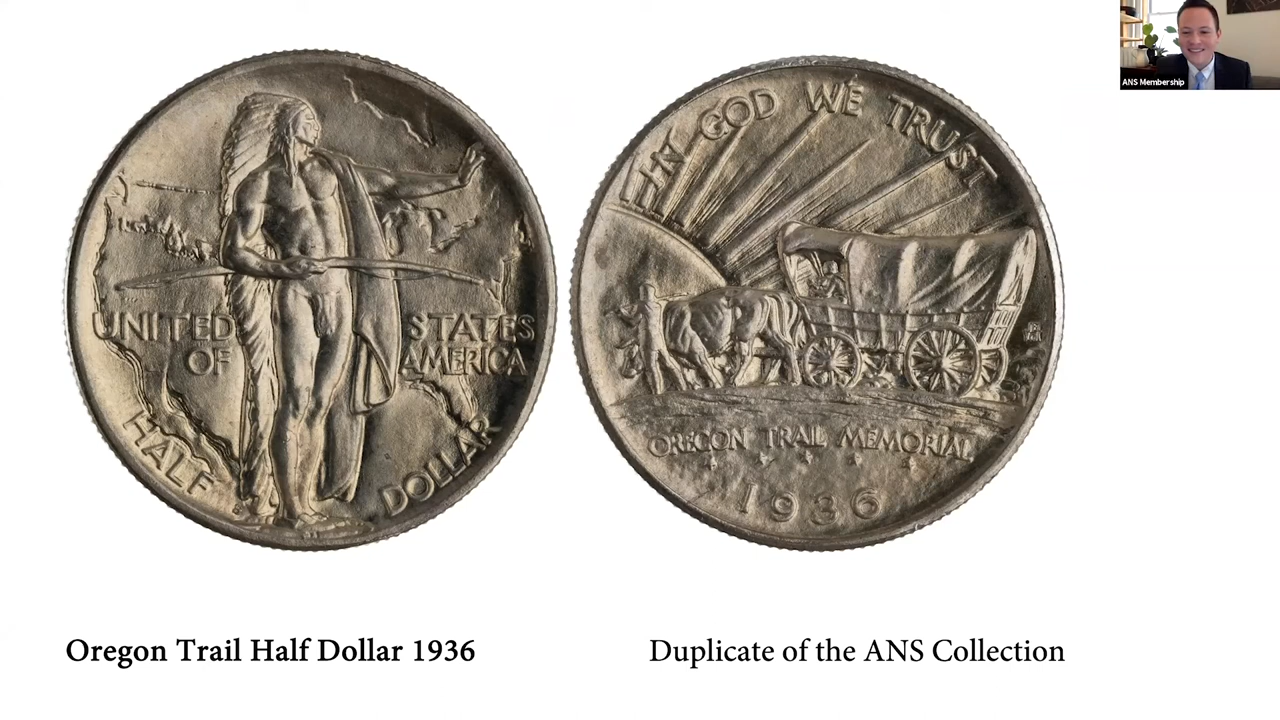 ANS Membership
UNITED STATES
OF AMERICA
HALF DOLLAR
IN GOD WE TRUST
OREGON TRAIL MEMORIAL
1936
Oregon Trail Half Dollar 1936
Duplicate of the ANS Collection